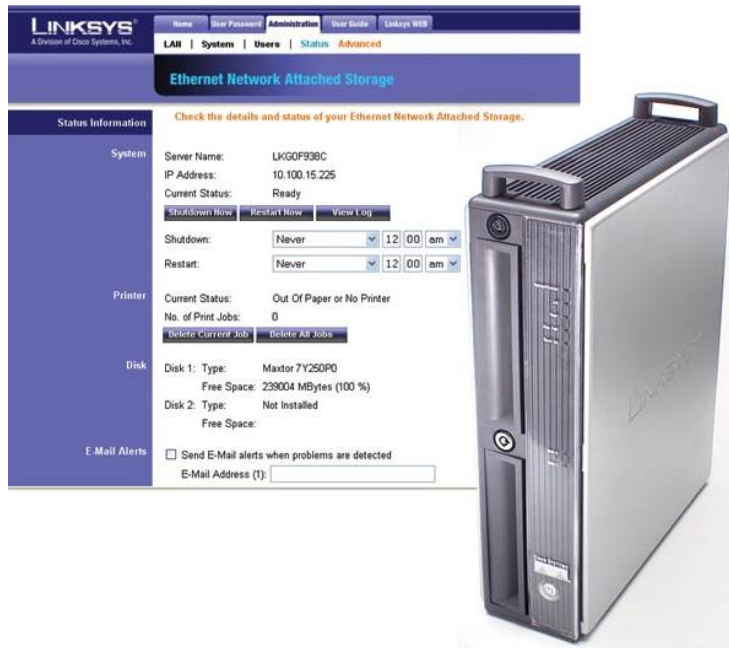 LINKSYS®
A Division of Cisco Systems, Inc.
Home User Password Administration User Guide Linksys WEB
LAN | System | Users | Status Advanced
Ethernet Network Attached Storage
Status Information
Check the details and status of your Ethernet Network Attached Storage.
System
Server Name: LKG0F938C
IP Address: 10.100.15.225
Current Status: Ready
Shutdown Now Restart Now View Log
Shutdown: Never 12 00 am
Restart: Never 12 00 am
Printer
Current Status: Out Of Paper or No Printer
No. of Print Jobs: 0
Delete Current Job Delete All Jobs
Disk
Disk 1: Type: Maxtor 7Y250P0
Free Space: 239004 MBytes (100 %)
Disk 2: Type: Not Installed
Free Space:
E-Mail Alerts
Send E-Mail alerts when problems are detected
E-Mail Address (1):
LINKSYS